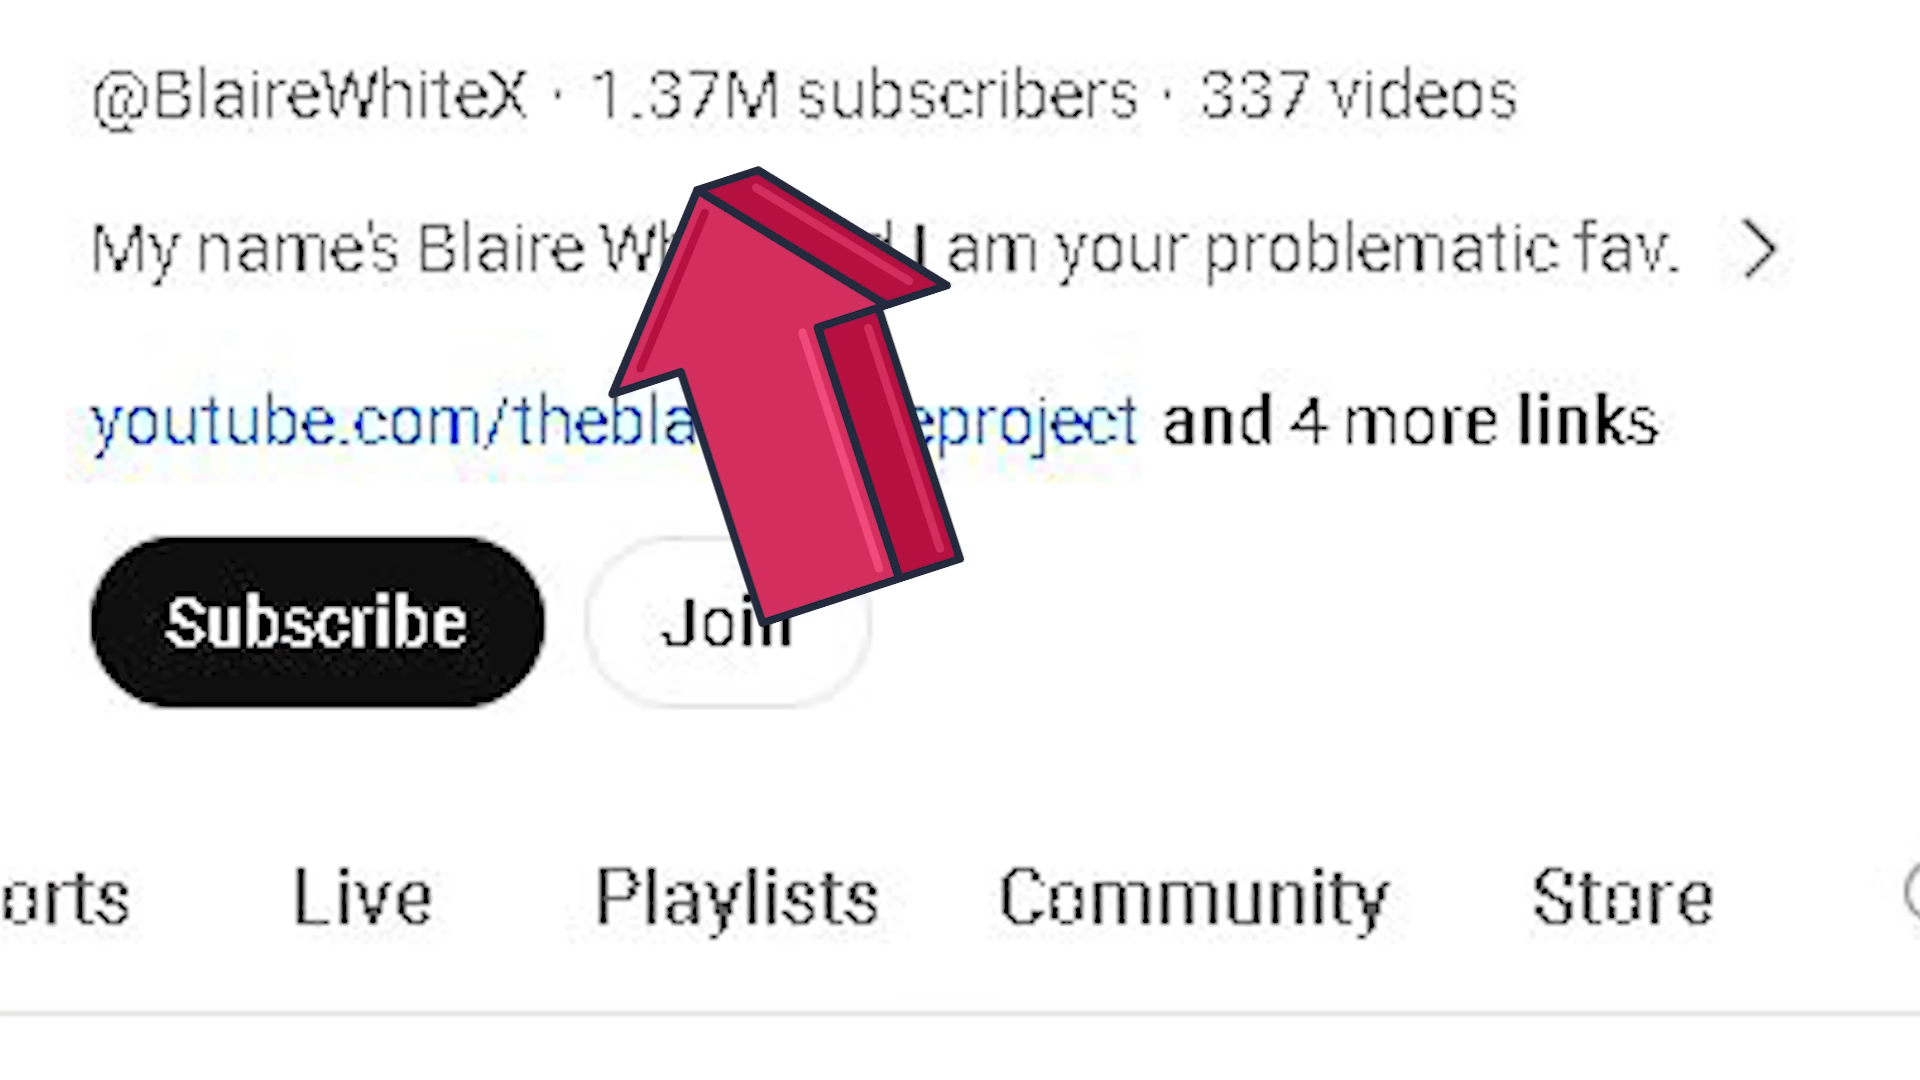 @BlaireWhiteX · 1.37M subscribers · 337 videos
My name's Blaire I am your problematic fav.
youtube.com/thebla eproject and 4 more links
Subscribe Join
orts Live Playlists Community Store